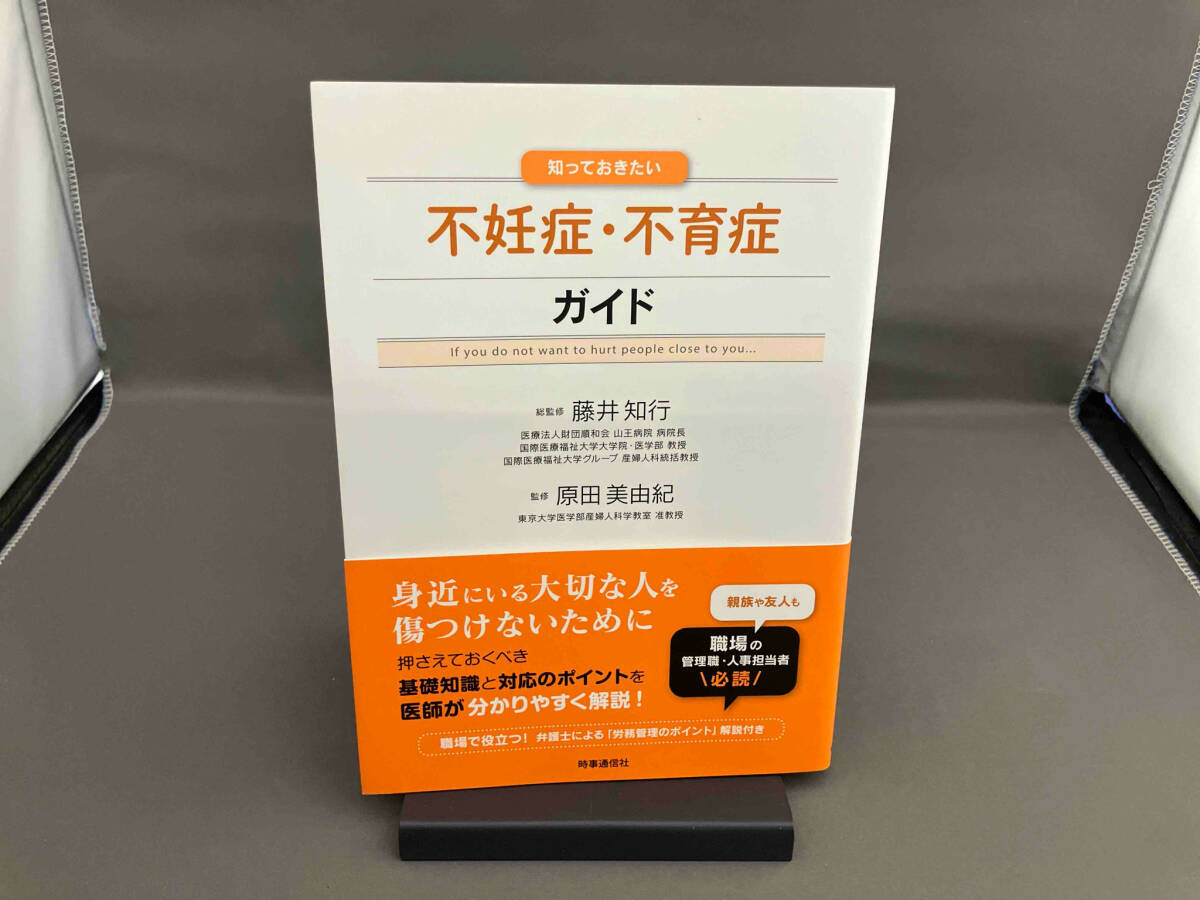 知っておきたい
不妊症・不育症
ガイド
If you do not want to hurt people close to you...
総監修 藤井 知行
医療法人財団順和会 山王病院 病院長
国際医療福祉大学大学院・医学部 教授
国際医療福祉大学グループ 産婦人科統括教授
監修 原田 美由紀
東京大学医学部産婦人科学教室 准教授
身近にいる大切な人を
傷つけないために
押さえておくべき
基礎知識と対応のポイントを
医師が分かりやすく解説！
親族や友人も
職場の
管理職・人事担当者
\必読/
職場で役立つ！ 弁護士による「労務管理のポイント」解説付き
時事通信社